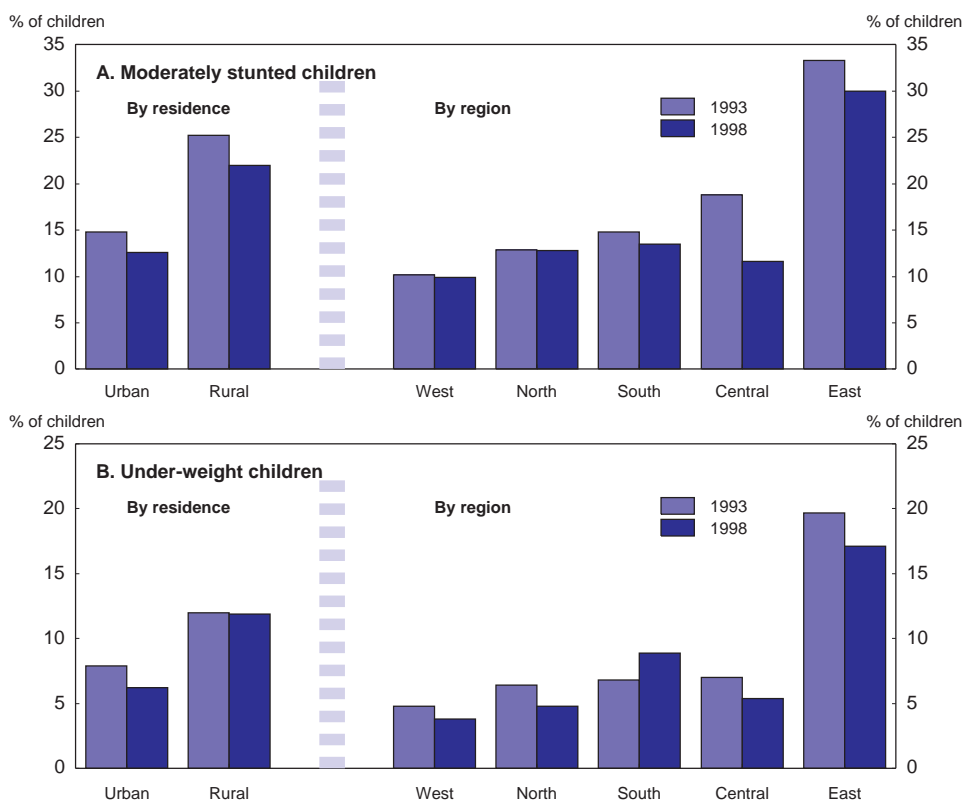 % of children % of children
35 35
A. Moderately stunted children
30 30
By residence By region 1993
1998
25 25
20 20
15 15
10 10
5 5
0 0
Urban Rural West North South Central East
% of children % of children
25 25
B. Under-weight children
By residence By region 1993
20 20
1998
15 15
10 10
5 5
0 0
Urban Rural West North South Central East